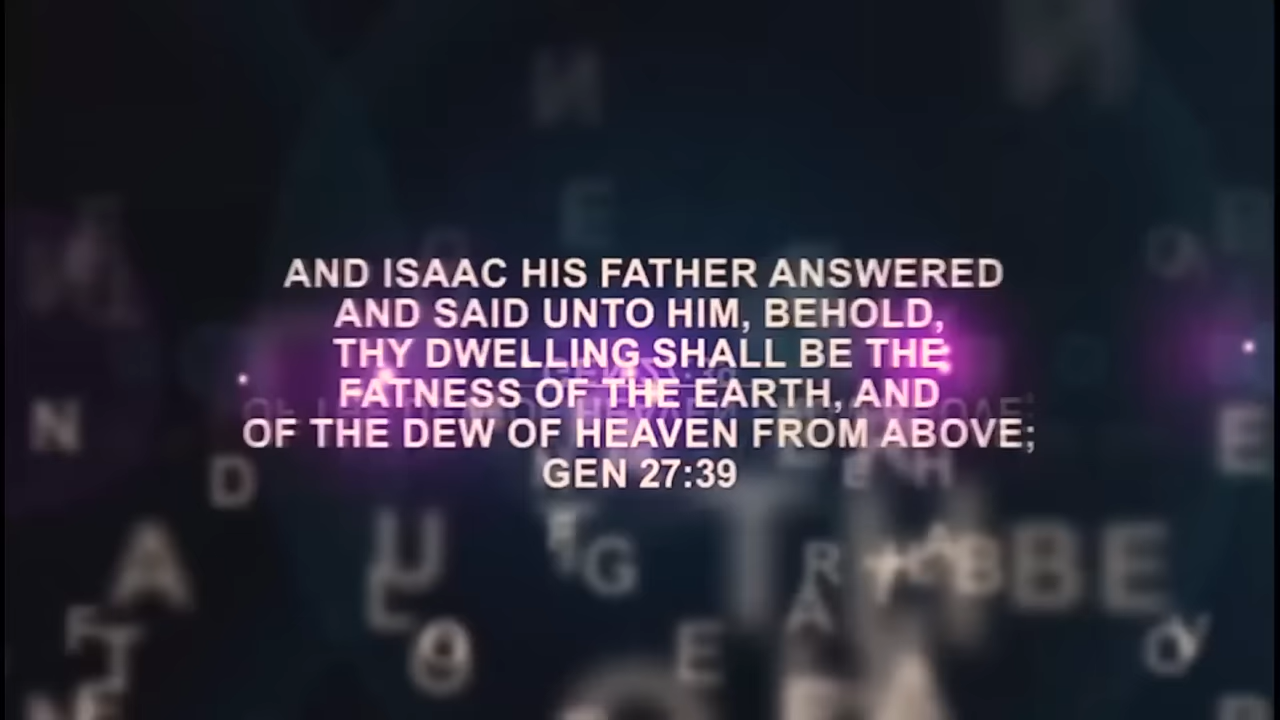 AND ISAAC HIS FATHER ANSWERED
AND SAID UNTO HIM, BEHOLD,
THY DWELLING SHALL BE THE
FATNESS OF THE EARTH, AND
OF THE DEW OF HEAVEN FROM ABOVE;
GEN 27:39